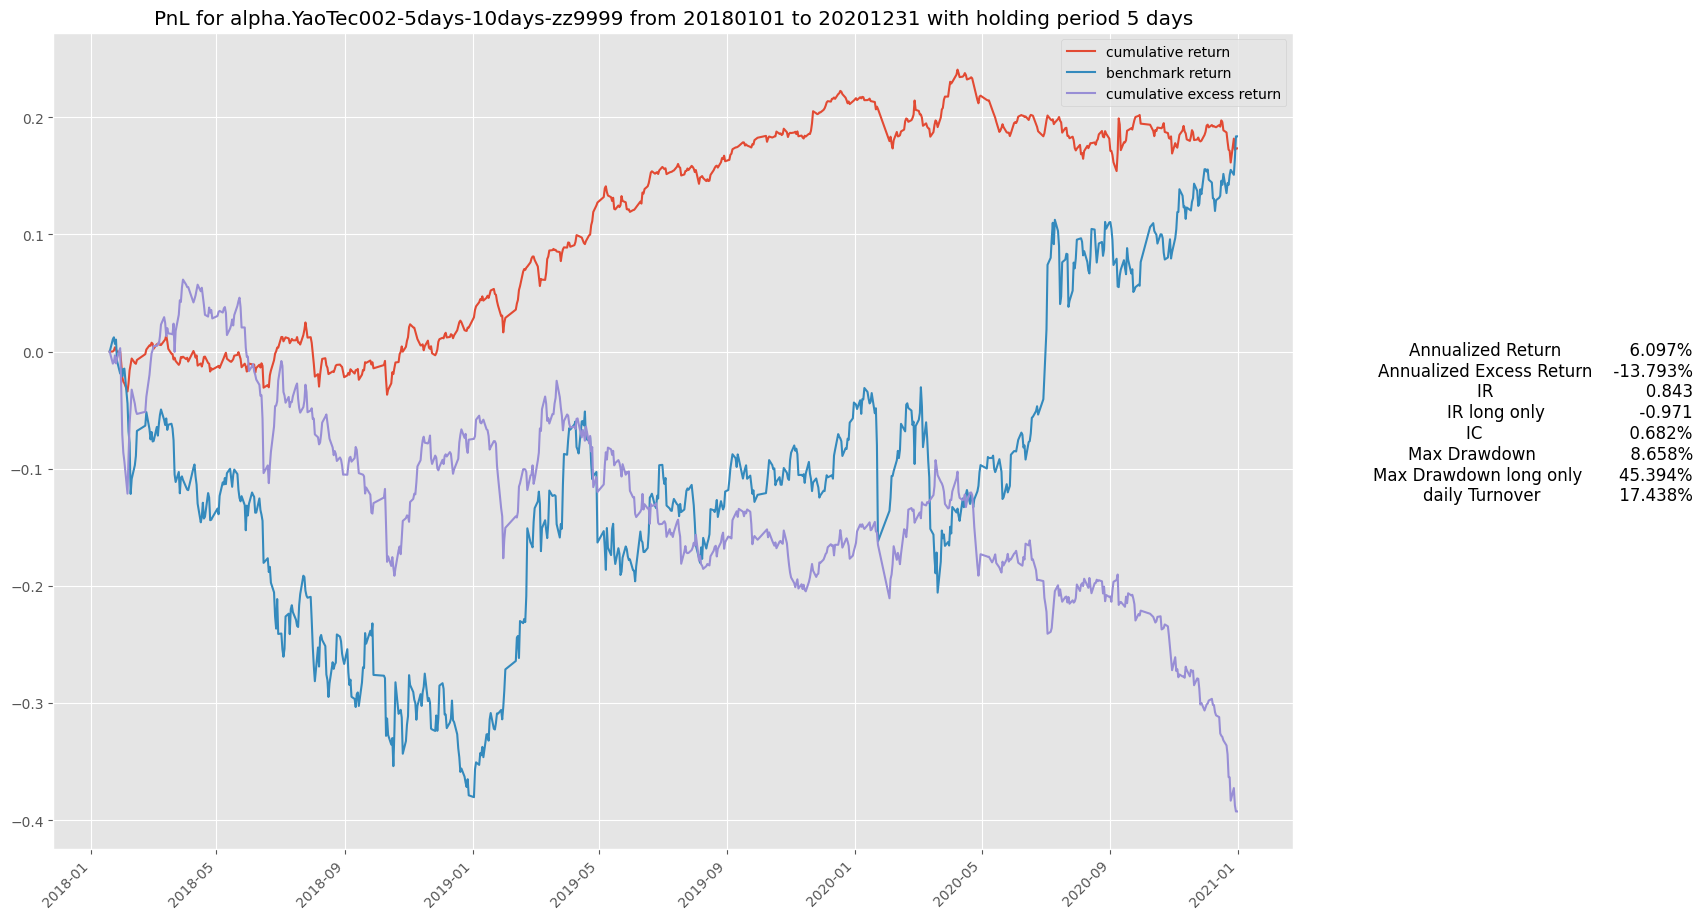 PnL for alpha.YaoTec002-5days-10days-zz9999 from 20180101 to 20201231 with holding period 5 days
cumulative return
benchmark return
cumulative excess return
0.2
0.1
0.0
−0.1
−0.2
−0.3
−0.4
2018-01
2018-05
2018-09
2019-01
2019-05
2019-09
2020-01
2020-05
2020-09
2021-01
Annualized Return 6.097%
Annualized Excess Return -13.793%
IR 0.843
IR long only -0.971
IC 0.682%
Max Drawdown 8.658%
Max Drawdown long only 45.394%
daily Turnover 17.438%